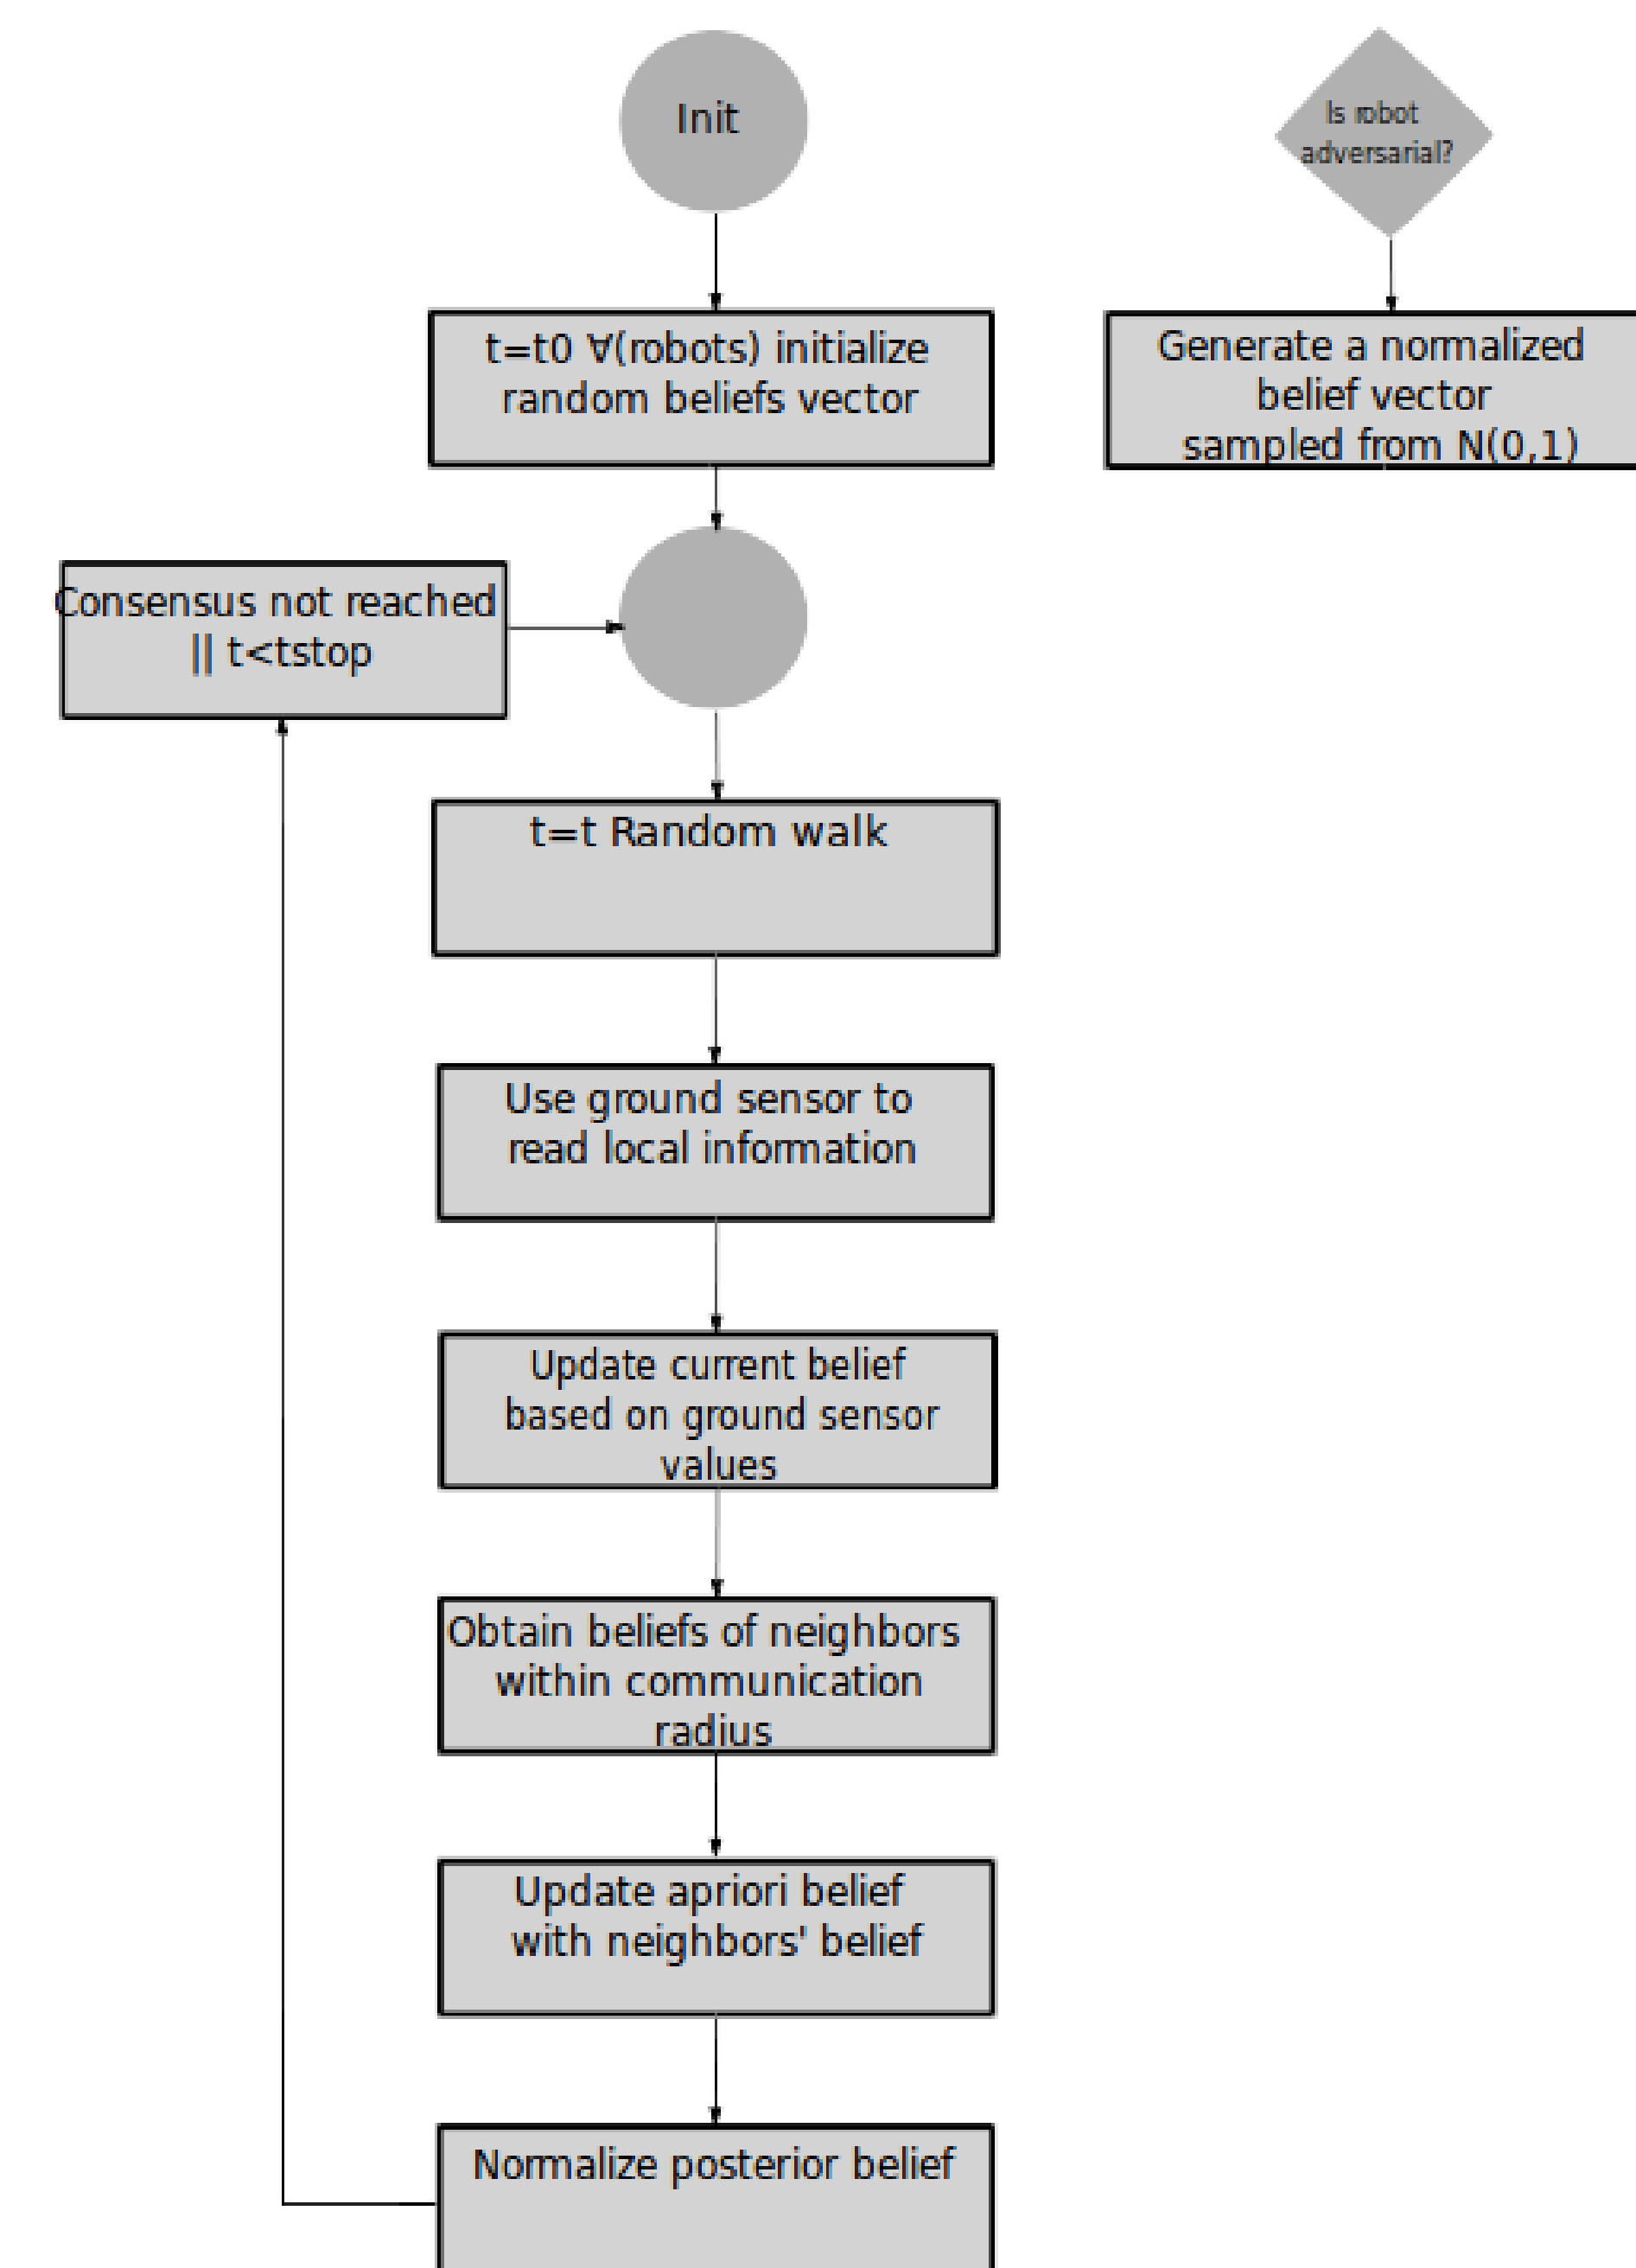 Init
Is robot
adversarial?
t=t0 ∀(robots) initialize
random beliefs vector
Generate a normalized
belief vector
sampled from N(0,1)
Consensus not reached
|| t<tstop
t=t Random walk
Use ground sensor to
read local information
Update current belief
based on ground sensor
values
Obtain beliefs of neighbors
within communication
radius
Update apriori belief
with neighbors' belief
Normalize posterior belief